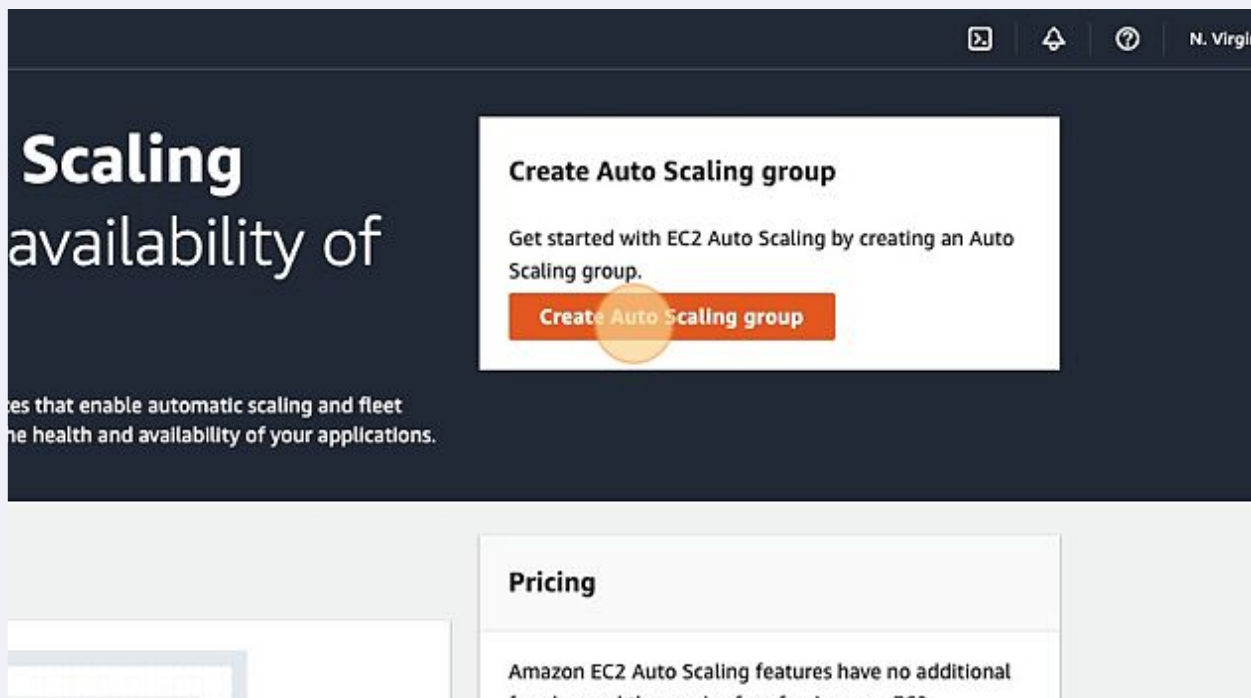 N. Virgi
Scaling
availability of
that enable automatic scaling and fleet
health and availability of your applications.
Create Auto Scaling group
Get started with EC2 Auto Scaling by creating an Auto
Scaling group.
Create Auto Scaling group
Pricing
Amazon EC2 Auto Scaling features have no additional